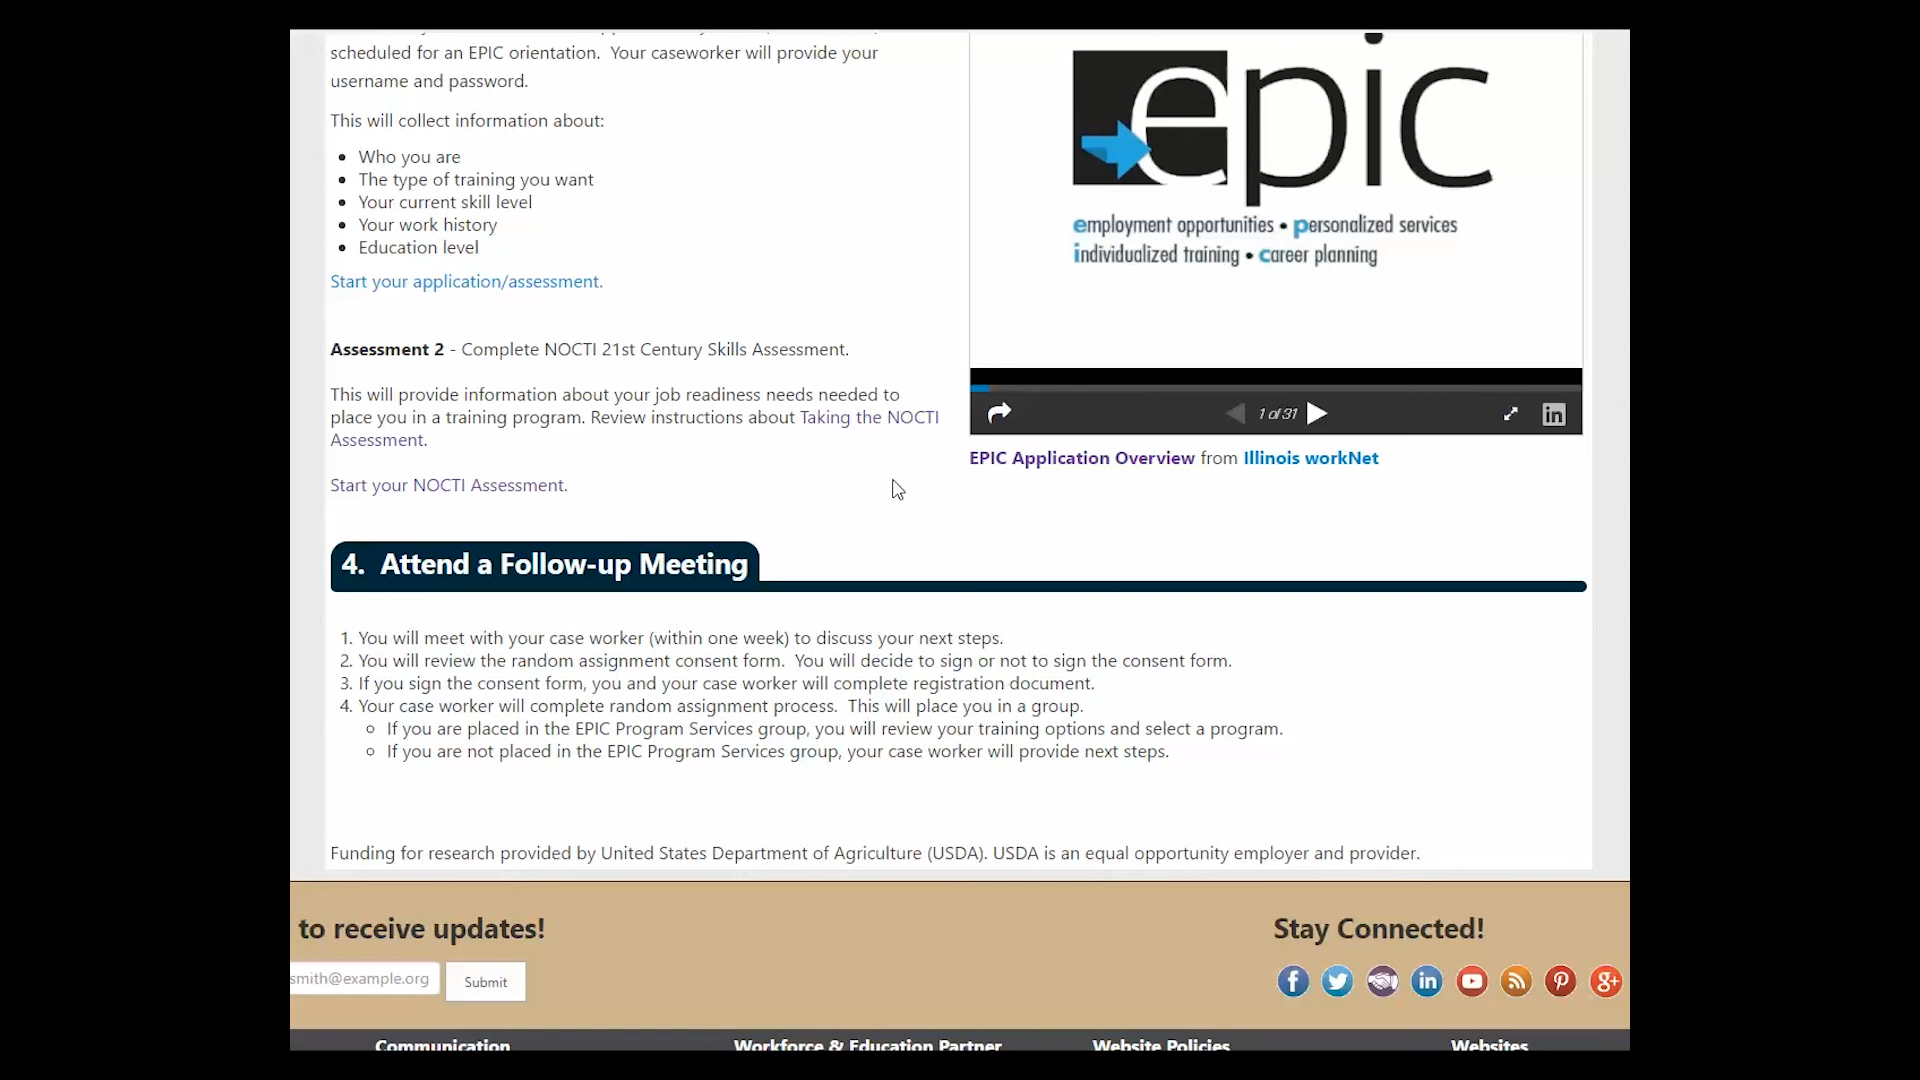 scheduled for an EPIC orientation.  Your caseworker will provide your
username and password.
This will collect information about:
Who you are
The type of training you want
Your current skill level
Your work history
Education level
Start your application/assessment.
Assessment 2 - Complete NOCTI 21st Century Skills Assessment.
This will provide information about your job readiness needs needed to
place you in a training program. Review instructions about Taking the NOCTI
Assessment.
Start your NOCTI Assessment.
epic
employment opportunities • personalized services
individualized training • career planning
1 of 31
in
EPIC Application Overview from Illinois workNet
4.  Attend a Follow-up Meeting
1. You will meet with your case worker (within one week) to discuss your next steps.
2. You will review the random assignment consent form.  You will decide to sign or not to sign the consent form.
3. If you sign the consent form, you and your case worker will complete registration document.
4. Your case worker will complete random assignment process.  This will place you in a group.
If you are placed in the EPIC Program Services group, you will review your training options and select a program.
If you are not placed in the EPIC Program Services group, your case worker will provide next steps.
Funding for research provided by United States Department of Agriculture (USDA). USDA is an equal opportunity employer and provider.
to receive updates!
smith@example.org
Submit
Stay Connected!
Communication
Workforce & Education Partner
Website Policies
Websites